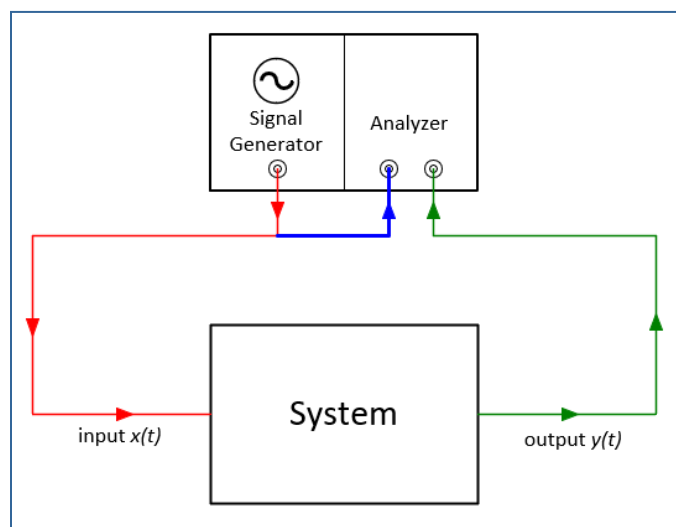 Signal
Generator
Analyzer
System
input x(t)
output y(t)